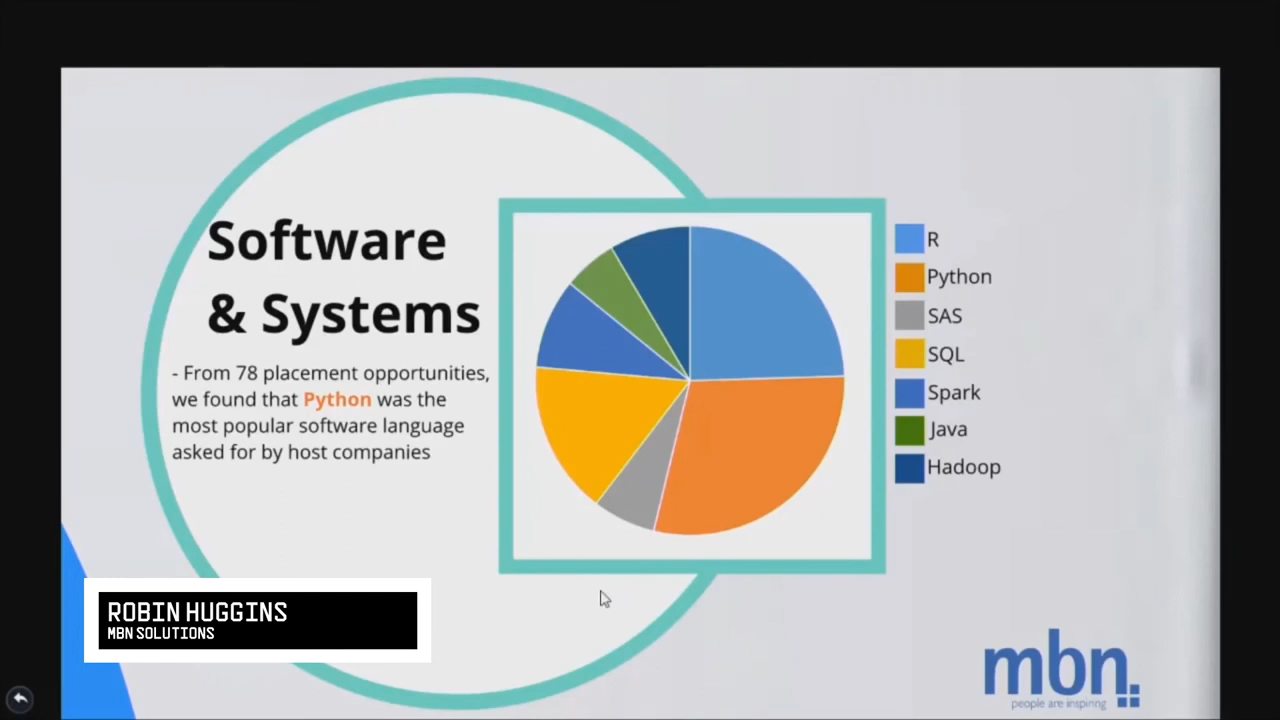 Software
& Systems
- From 78 placement opportunities,
we found that Python was the
most popular software language
asked for by host companies
R
Python
SAS
SQL
Spark
Java
Hadoop
ROBIN HUGGINS
MBN SOLUTIONS
mbn
people are inspiring